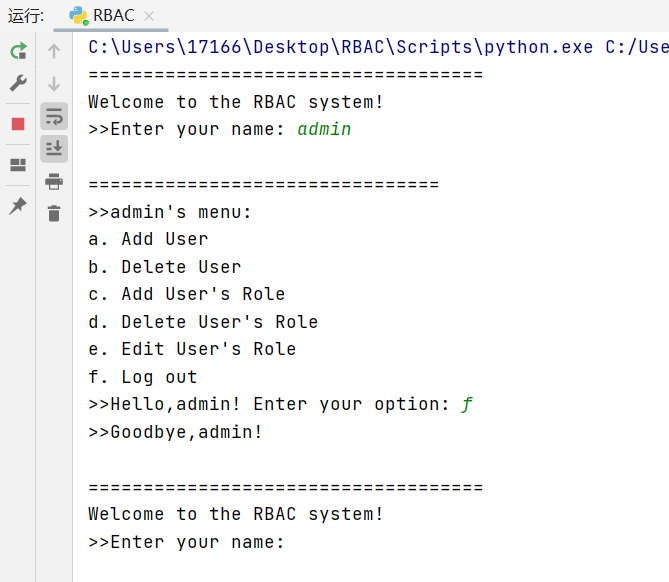 运行: RBAC
C:\Users\17166\Desktop\RBAC\Scripts\python.exe C:/Use
====================================
Welcome to the RBAC system!
>>Enter your name: admin
================================
>>admin's menu:
a. Add User
b. Delete User
c. Add User's Role
d. Delete User's Role
e. Edit User's Role
f. Log out
>>Hello,admin! Enter your option: f
>>Goodbye,admin!
====================================
Welcome to the RBAC system!
>>Enter your name: